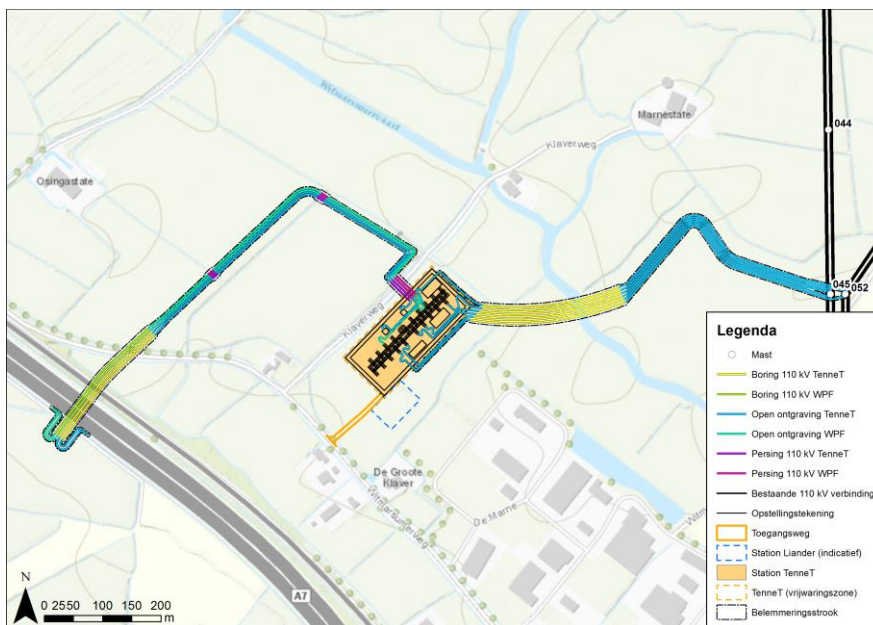 Witmarsumervaart
Marnestate
044
Klaverweg
Osingastate
045
052
Klaverweg
Legenda
Mast
Boring 110 kV TenneT
Boring 110 kV WPF
Open ontgraving TenneT
Open ontgraving WPF
Persing 110 kV TenneT
Persing 110 kV WPF
Bestaande 110 kV verbinding
Opstellingstekening
Toegangsweg
Station Liander (indicatief)
Station TenneT
TenneT (vrijwaringszone)
Belemmeringsstrook
De Groote
Klaver
Witmarsumerweg
De Marne
Witm
A7
N
0 25 50 100 150 200
m